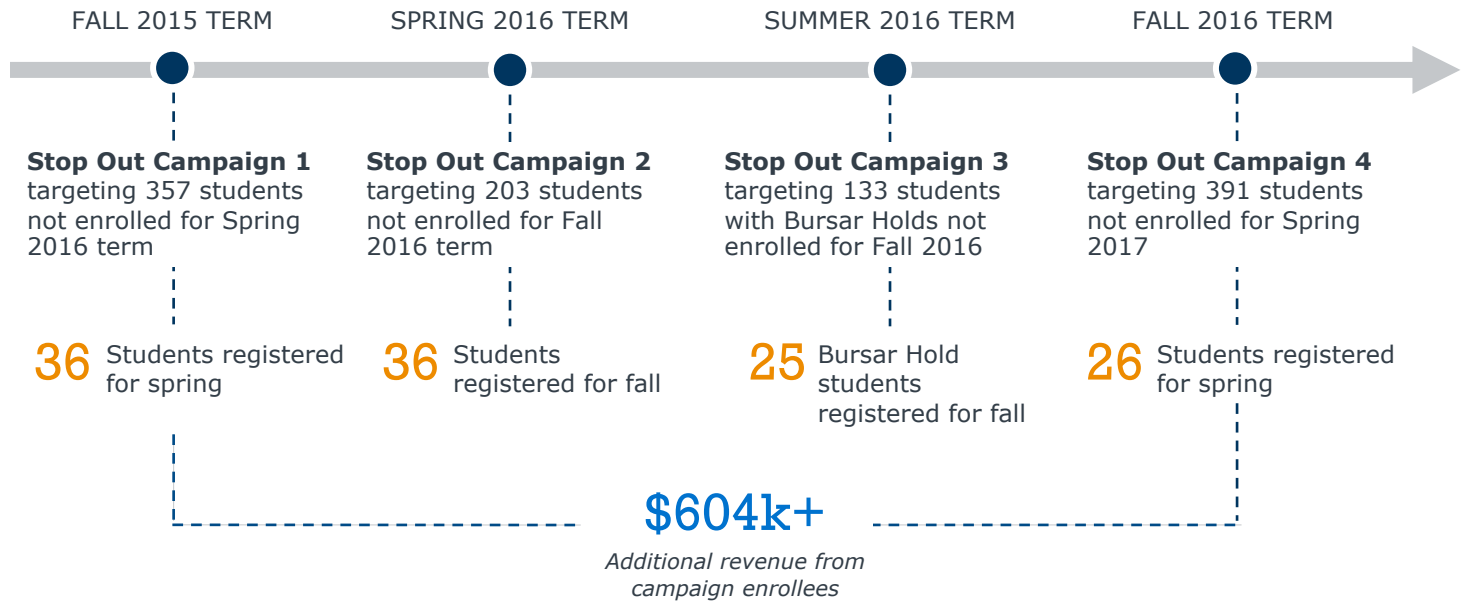 FALL 2015 TERM
SPRING 2016 TERM
SUMMER 2016 TERM
FALL 2016 TERM
Stop Out Campaign 1
targeting 357 students
not enrolled for Spring
2016 term
Stop Out Campaign 2
targeting 203 students
not enrolled for Fall
2016 term
Stop Out Campaign 3
targeting 133 students
with Bursar Holds not
enrolled for Fall 2016
Stop Out Campaign 4
targeting 391 students
not enrolled for Spring
2017
36 Students registered
for spring
36 Students
registered for fall
25 Bursar Hold
students
registered for fall
26 Students registered
for spring
$604k+
Additional revenue from
campaign enrollees